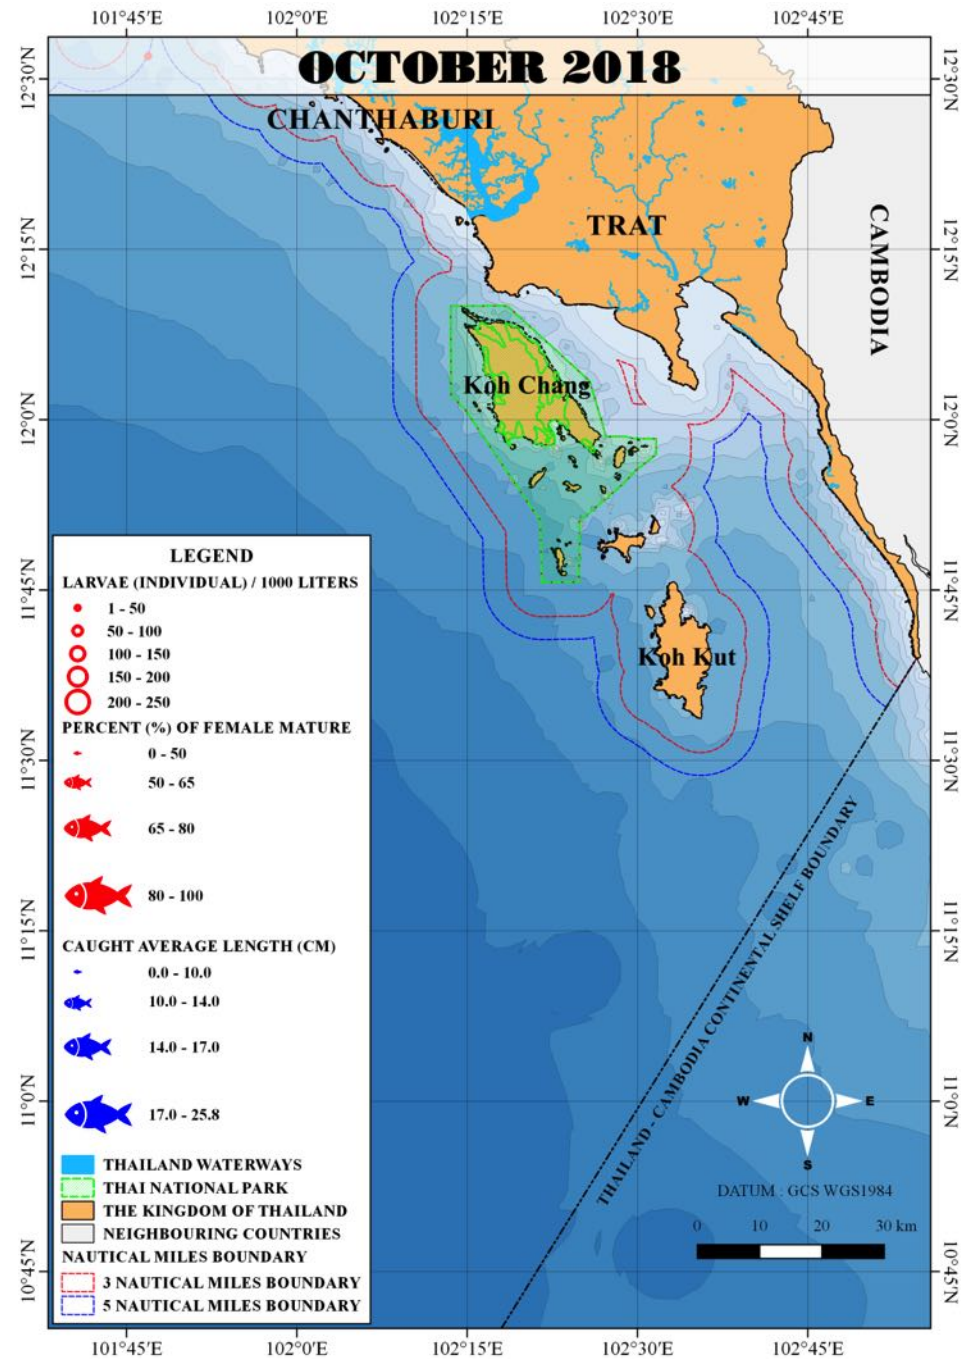 101°45'E 102°0'E 102°15'E 102°30'E 102°45'E
OCTOBER 2018
12°30'N 12°30'N
CHANTHABURI
TRAT
CAMBODIA
12°15'N 12°15'N
Koh Chang
12°0'N 12°0'N
11°45'N 11°45'N
Koh Kut
11°30'N 11°30'N
11°15'N 11°15'N
11°0'N 11°0'N
10°45'N 10°45'N
THAILAND - CAMBODIA CONTINENTAL SHELF BOUNDARY
LEGEND
LARVAE (INDIVIDUAL) / 1000 LITERS
1 - 50
50 - 100
100 - 150
150 - 200
200 - 250
PERCENT (%) OF FEMALE MATURE
0 - 50
50 - 65
65 - 80
80 - 100
CAUGHT AVERAGE LENGTH (CM)
0.0 - 10.0
10.0 - 14.0
14.0 - 17.0
17.0 - 25.8
THAILAND WATERWAYS
THAI NATIONAL PARK
THE KINGDOM OF THAILAND
NEIGHBOURING COUNTRIES
NAUTICAL MILES BOUNDARY
3 NAUTICAL MILES BOUNDARY
5 NAUTICAL MILES BOUNDARY
N
W E
S
DATUM : GCS WGS1984
0 10 20 30 km
101°45'E 102°0'E 102°15'E 102°30'E 102°45'E